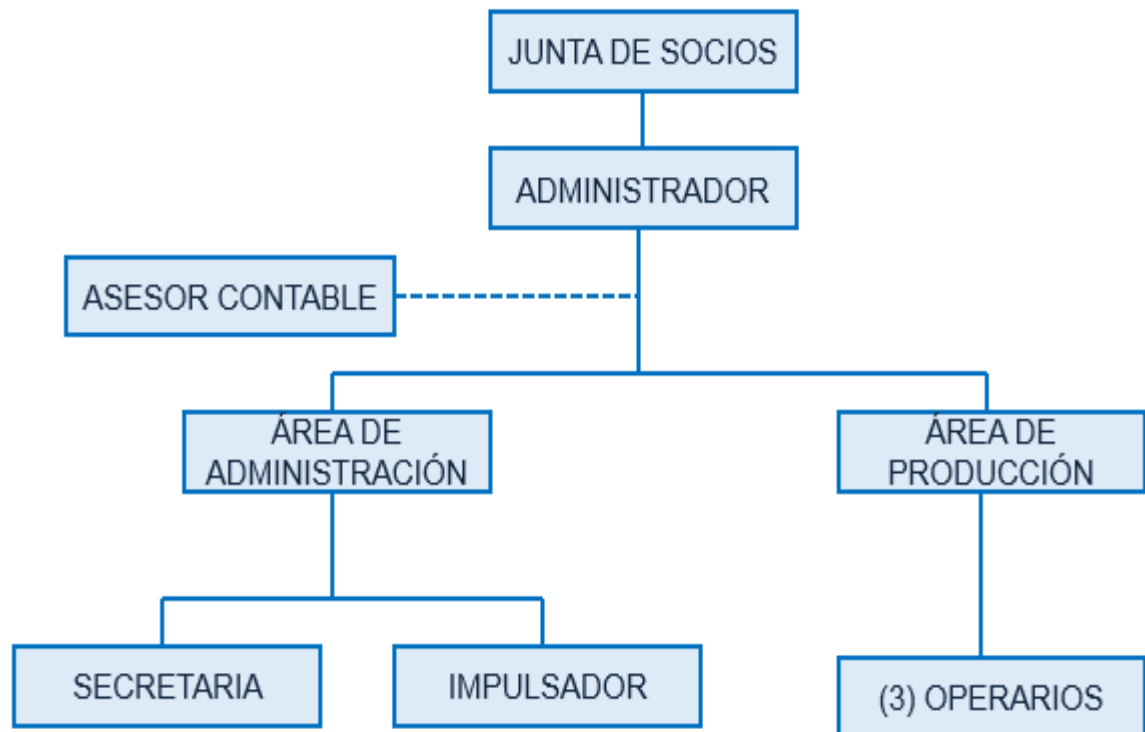 JUNTA DE SOCIOS
ADMINISTRADOR
ASESOR CONTABLE
ÁREA DE
ADMINISTRACIÓN
ÁREA DE
PRODUCCIÓN
SECRETARIA
IMPULSADOR
(3) OPERARIOS